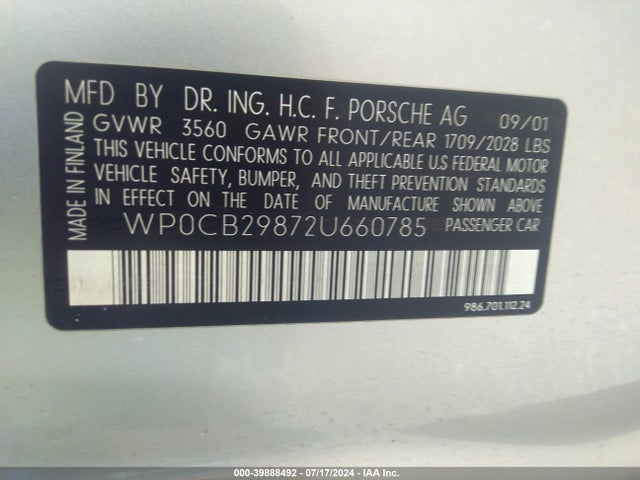 MFD BY DR. ING. H.C. F. PORSCHE AG 09/01
GVWR 3560 GAWR FRONT/REAR 1709/2028 LBS
THIS VEHICLE CONFORMS TO ALL APPLICABLE U.S FEDERAL MOTOR
VEHICLE SAFETY, BUMPER, AND THEFT PREVENTION STANDARDS
IN EFFECT ON THE DATE OF MANUFACTURE SHOWN ABOVE.
WP0CB29872U660785 PASSENGER CAR
MADE IN FINLAND
986.701.112.24
000-39888492 - 07/17/2024 - IAA Inc.